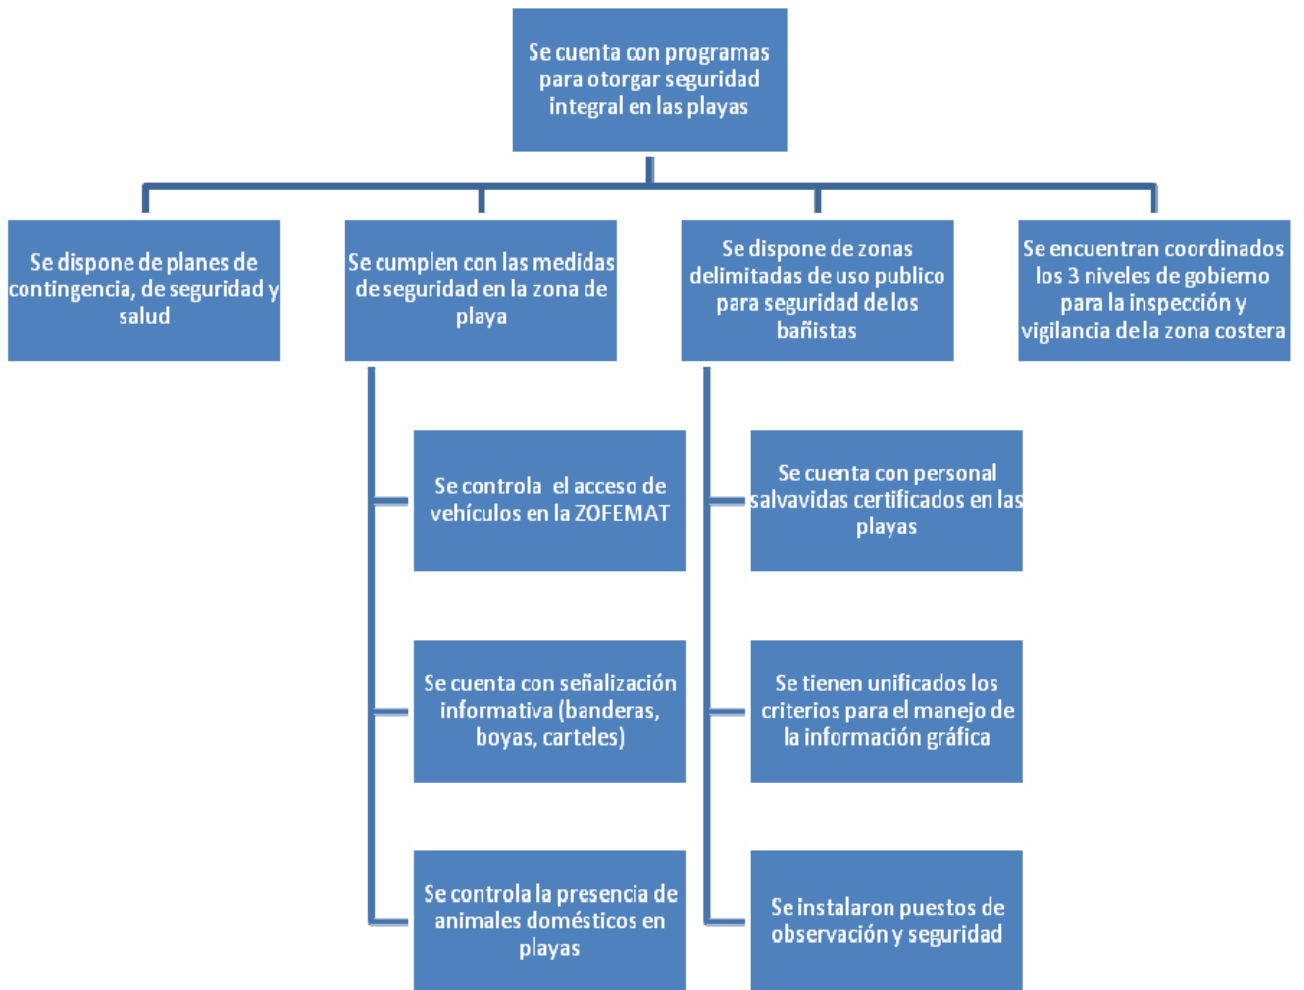 Se cuenta con programas
para otorgar seguridad
integral en las playas
Se dispone de planes de
contingencia, de seguridad y
salud
Se cumplen con las medidas
de seguridad en la zona de
playa
Se dispone de zonas
delimitadas de uso publico
para seguridad de los
bañistas
Se encuentran coordinados
los 3 niveles de gobierno
para la inspección y
vigilancia de la zona costera
Se controla el acceso de
vehículos en la ZOFEMAT
Se cuenta con señalización
informativa (banderas,
boyas, carteles)
Se controla la presencia de
animales domésticos en
playas
Se cuenta con personal
salvavidas certificados en las
playas
Se tienen unificados los
criterios para el manejo de
la información gráfica
Se instalaron puestos de
observación y seguridad